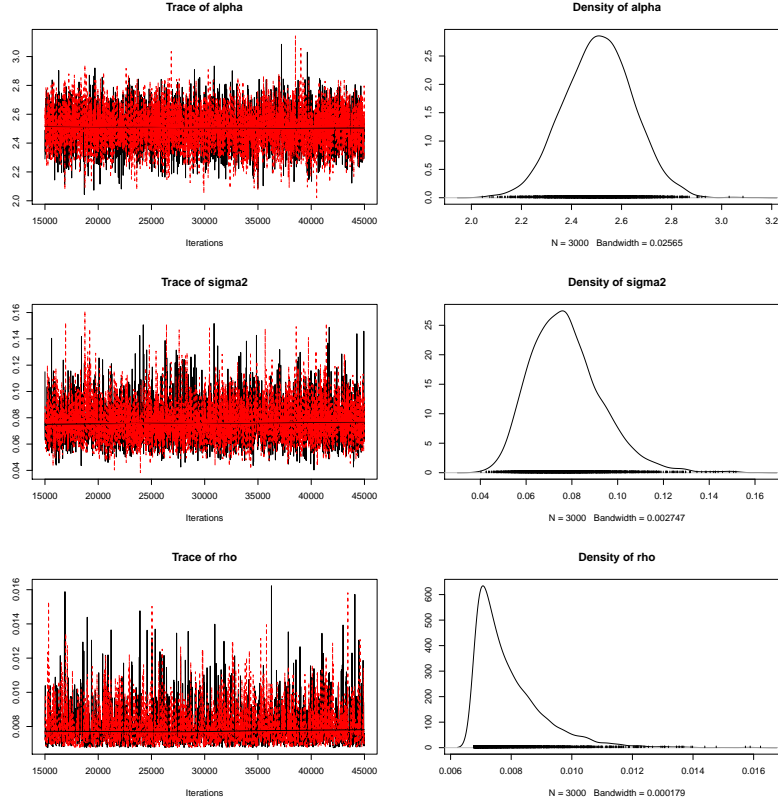 Trace of alpha
2.0 2.2 2.4 2.6 2.8 3.0
15000 20000 25000 30000 35000 40000 45000
Iterations
Density of alpha
0.0 0.5 1.0 1.5 2.0 2.5
2.0 2.2 2.4 2.6 2.8 3.0 3.2
N = 3000 Bandwidth = 0.02565
Trace of sigma2
0.04 0.06 0.08 0.10 0.12 0.14 0.16
15000 20000 25000 30000 35000 40000 45000
Iterations
Density of sigma2
0 5 10 15 20 25
0.04 0.06 0.08 0.10 0.12 0.14 0.16
N = 3000 Bandwidth = 0.002747
Trace of rho
0.008 0.010 0.012 0.014 0.016
15000 20000 25000 30000 35000 40000 45000
Iterations
Density of rho
0 100 200 300 400 500 600
0.006 0.008 0.010 0.012 0.014 0.016
N = 3000 Bandwidth = 0.000179